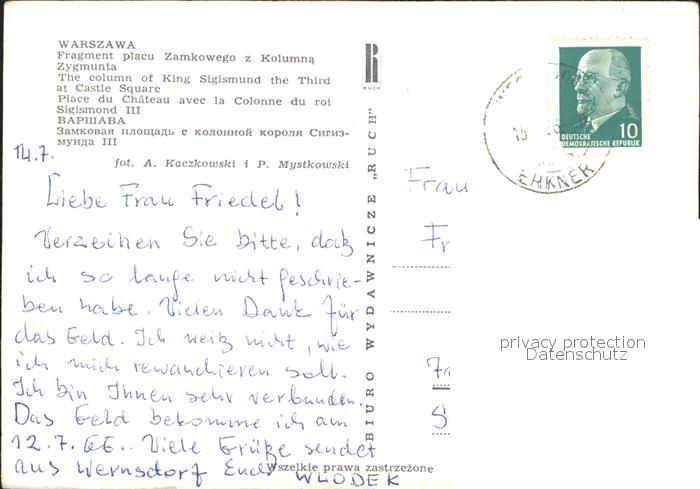 WARSZAWA
Fragment placu Zamkowego z Kolumną
Zygmunta
The column of King Sigismund the Third
at Castle Square
Place du Château avec la Colonne du roi
Sigismond III
ВАРШАВА
Замковая площадь с колонной короля Сигиз-
мунда III
fot. A. Kaczkowski i P. Mystkowski
14.7.
Liebe Frau Friedel!
Verzeihen Sie bitte, daß
ich so lange nicht geschrie-
ben habe. Vielen Dank für
das Geld. Ich weiß nicht, wie
ich mich rewanchieren soll.
Ich bin Ihnen sehr verbunden.
Das Geld bekomme ich am
12.7.66. Viele Grüße sendet
aus Wernsdorf Euch
WŁODEK
RUCH
BIURO WYDAWNICZE „RUCH"
Wszelkie prawa zastrzeżone
Frau
Fr
10
DEUTSCHE
DEMOKRATISCHE REPUBLIK
ERKNER
privacy protection
Datenschutz